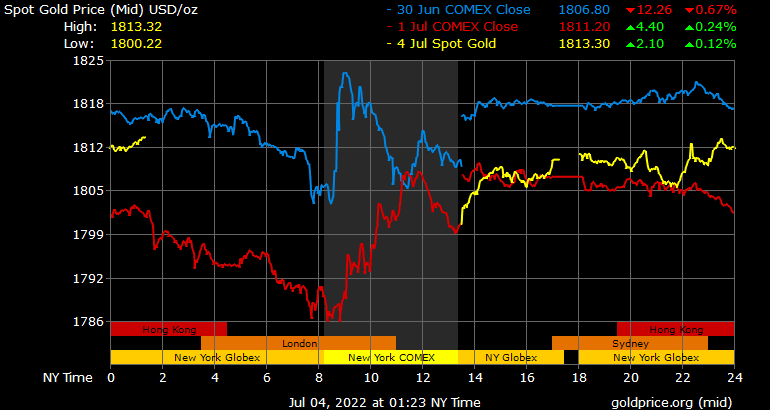 Spot Gold Price (Mid) USD/oz - 30 Jun COMEX Close 1806.80 ▼12.26 ▼0.67%
High: 1813.32 - 1 Jul COMEX Close 1811.20 ▲4.40 ▲0.24%
Low: 1800.22 - 4 Jul Spot Gold 1813.30 ▲2.10 ▲0.12%
1825
1818
1812
1805
1799
1792
1786
Hong Kong Hong Kong
London Sydney
New York Globex New York COMEX NY Globex New York Globex
NY Time 0 2 4 6 8 10 12 14 16 18 20 22 24
Jul 04, 2022 at 01:23 NY Time goldprice.org (mid)